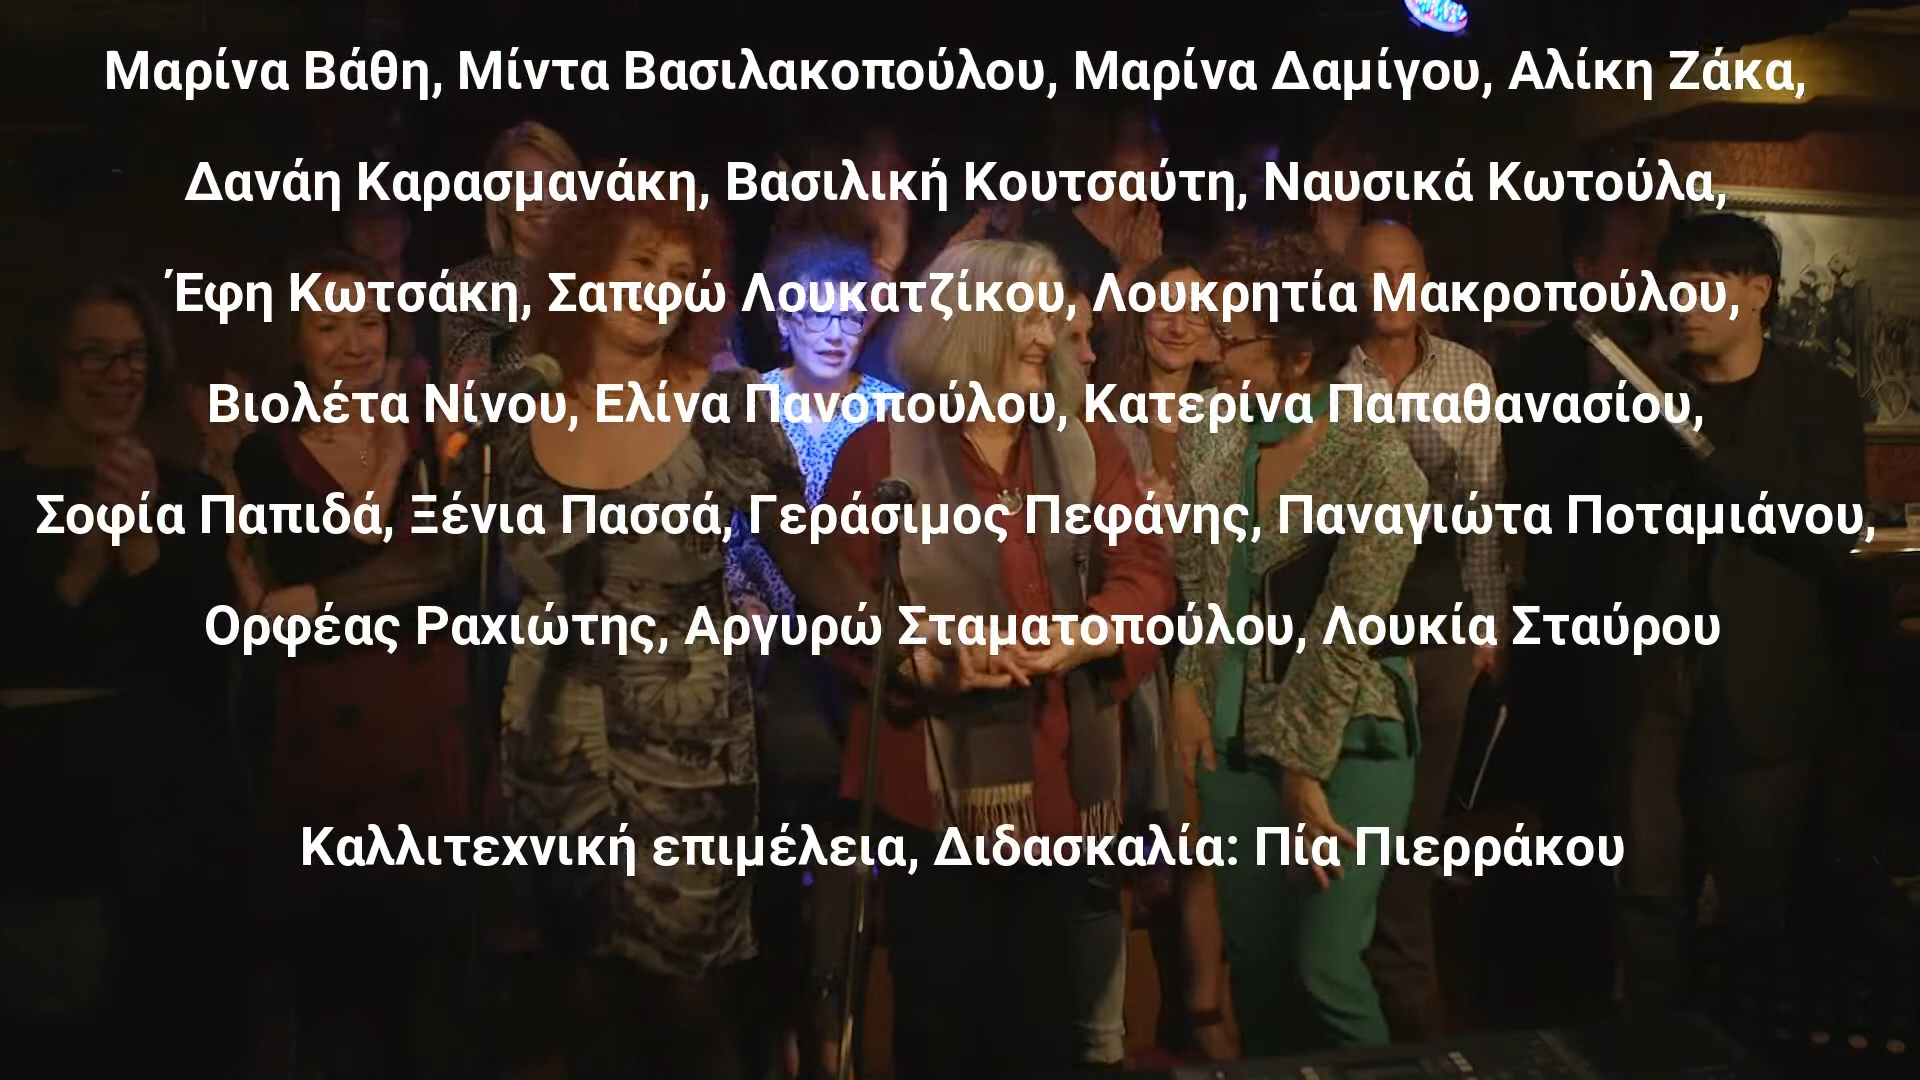 Μαρίνα Βάθη, Μίντα Βασιλακοπούλου, Μαρίνα Δαμίγου, Αλίκη Ζάκα,
Δανάη Καρασμανάκη, Βασιλική Κουτσαύτη, Ναυσικά Κωτούλα,
Έφη Κωτσάκη, Σαπφώ Λουκατζίκου, Λουκρητία Μακροπούλου,
Βιολέτα Νίνου, Ελίνα Πανοπούλου, Κατερίνα Παπαθανασίου,
Σοφία Παπιδά, Ξένια Πασσά, Γεράσιμος Πεφάνης, Παναγιώτα Ποταμιάνου,
Ορφέας Ραχιώτης, Αργυρώ Σταματοπούλου, Λουκία Σταύρου
Καλλιτεχνική επιμέλεια, Διδασκαλία: Πία Πιερράκου